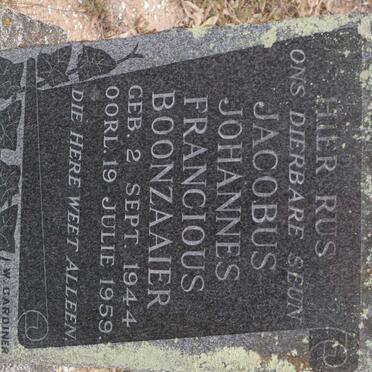 HIER RUS
ONS DIERBARE SEUN
JACOBUS
JOHANNES
FRANCIOUS
BOONZAAIER
GEB. 2. SEPT. 1944
OORL. 19. JULIE 1959.
DIE HERE WEET ALLEEN
W. GARDINER